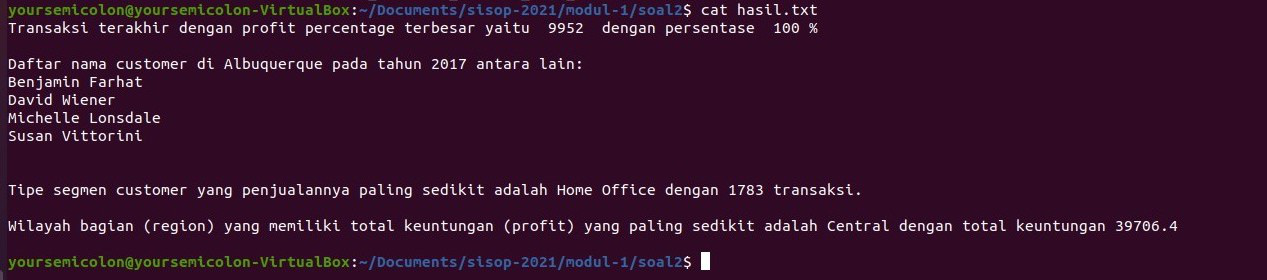 yoursemicolon@yoursemicolon-VirtualBox:~/Documents/sisop-2021/modul-1/soal2$ cat hasil.txt
Transaksi terakhir dengan profit percentage terbesar yaitu  9952  dengan persentase  100 %
Daftar nama customer di Albuquerque pada tahun 2017 antara lain:
Benjamin Farhat
David Wiener
Michelle Lonsdale
Susan Vittorini
Tipe segmen customer yang penjualannya paling sedikit adalah Home Office dengan 1783 transaksi.
Wilayah bagian (region) yang memiliki total keuntungan (profit) yang paling sedikit adalah Central dengan total keuntungan 39706.4
yoursemicolon@yoursemicolon-VirtualBox:~/Documents/sisop-2021/modul-1/soal2$